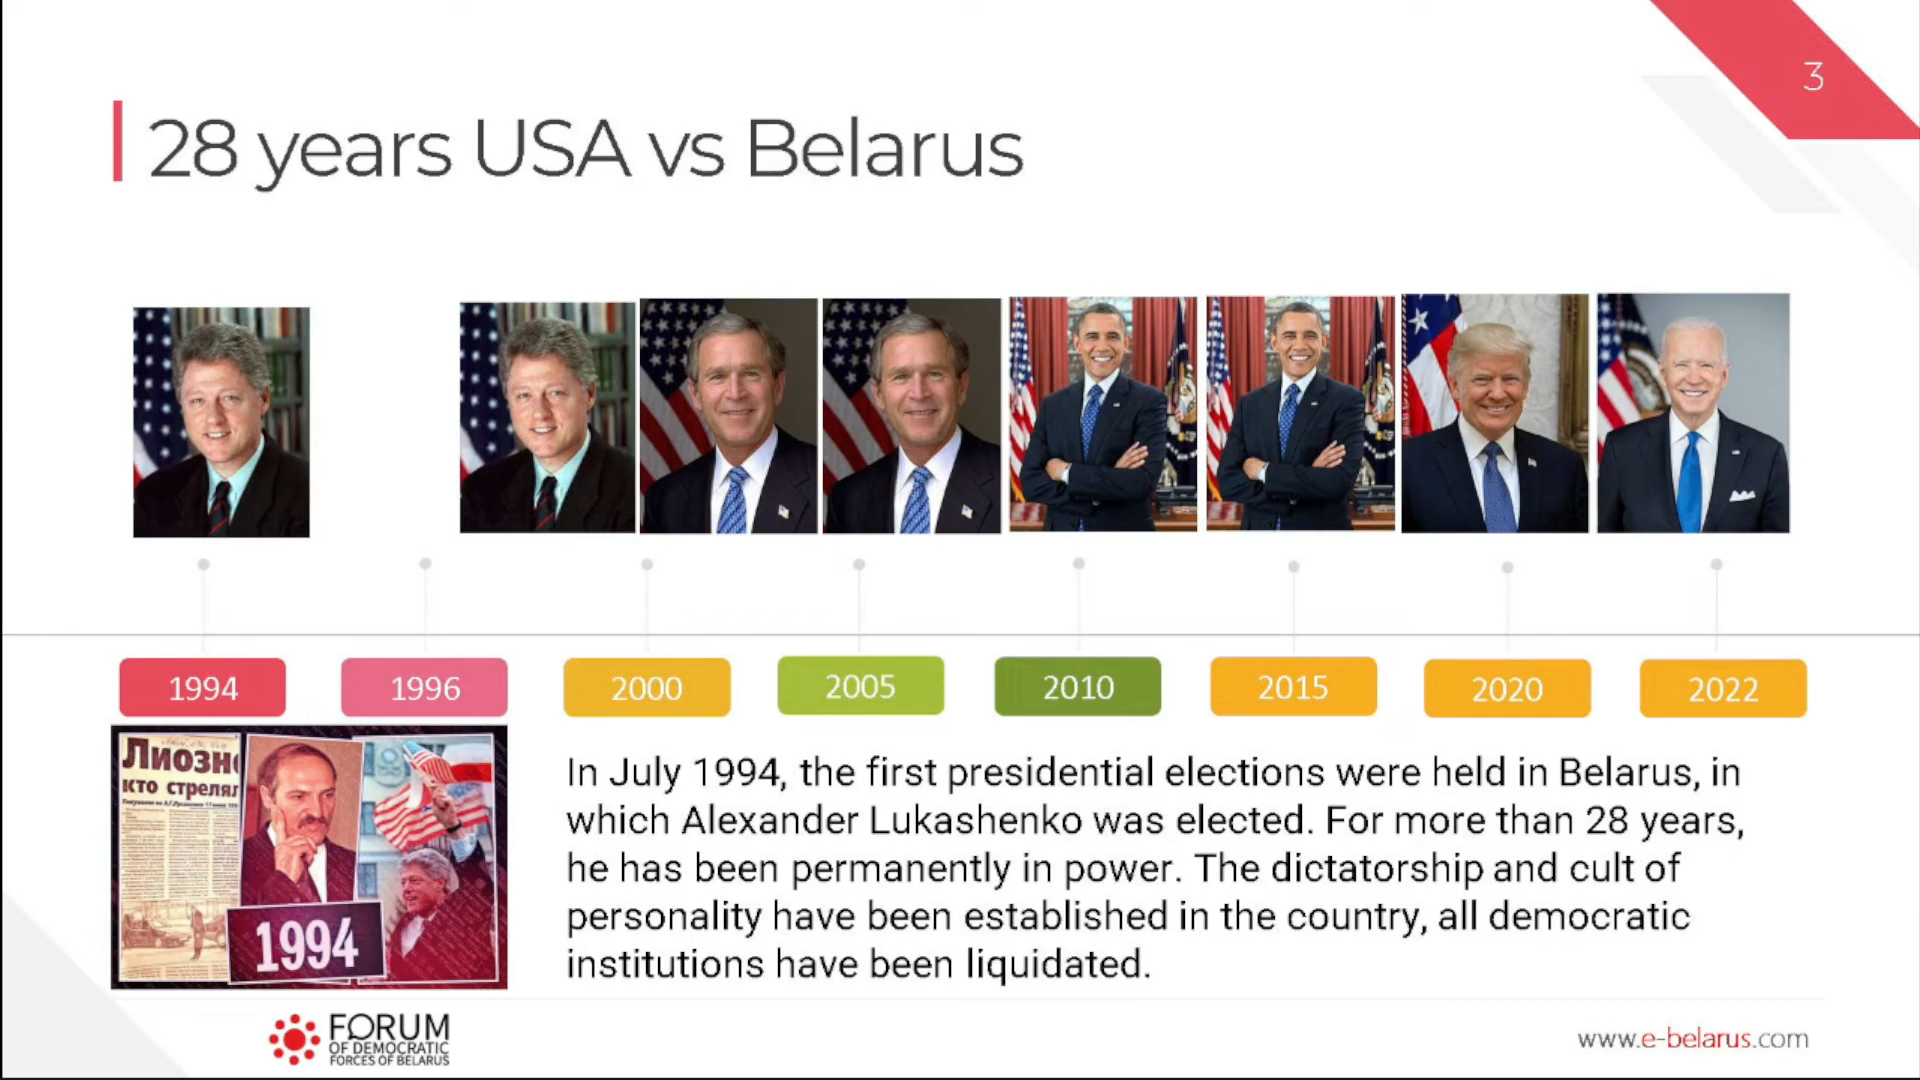 3
28 years USA vs Belarus
1994 1996 2000 2005 2010 2015 2020 2022
Лиозн
кто стрелял
1994
In July 1994, the first presidential elections were held in Belarus, in
which Alexander Lukashenko was elected. For more than 28 years,
he has been permanently in power. The dictatorship and cult of
personality have been established in the country, all democratic
institutions have been liquidated.
FORUM
OF DEMOCRATIC
FORCES OF BELARUS
www.e-belarus.com